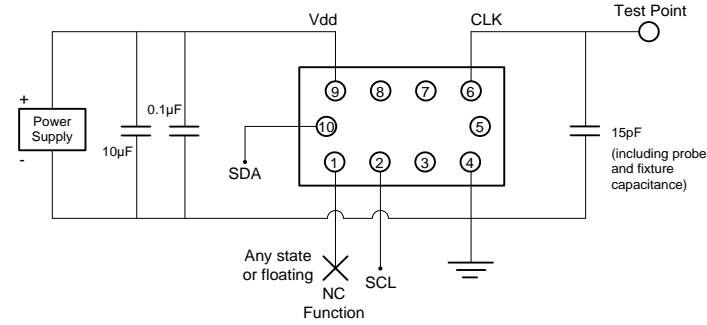 Test Point
Vdd
CLK
9
8
7
6
+
Power
Supply
-
10µF
0.1µF
10
5
15pF
(including probe
and fixture
capacitance)
SDA
1
2
3
4
Any state
or floating
NC
Function
SCL